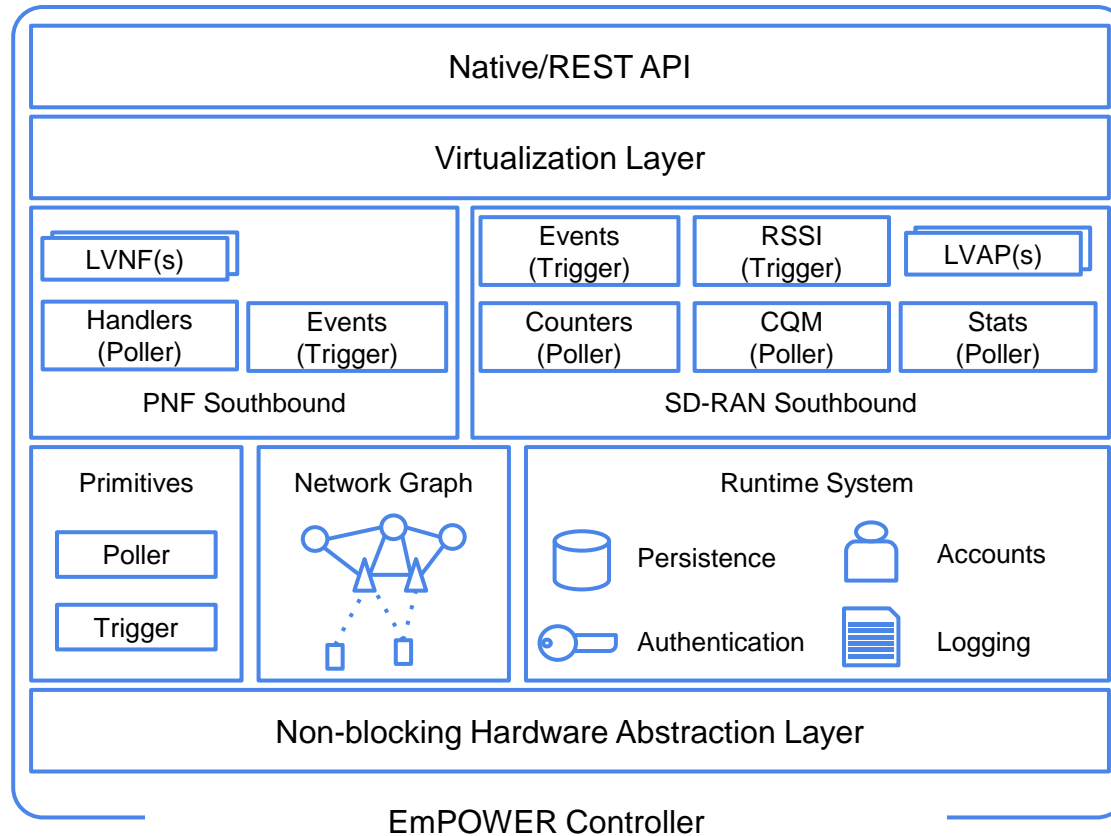 Native/REST API
Virtualization Layer
LVNF(s)
Handlers
(Poller)
Events
(Trigger)
PNF Southbound
Events
(Trigger)
RSSI
(Trigger)
LVAP(s)
Counters
(Poller)
CQM
(Poller)
Stats
(Poller)
SD-RAN Southbound
Primitives
Poller
Trigger
Network Graph
Runtime System
Persistence
Accounts
Authentication
Logging
Non-blocking Hardware Abstraction Layer
EmPOWER Controller